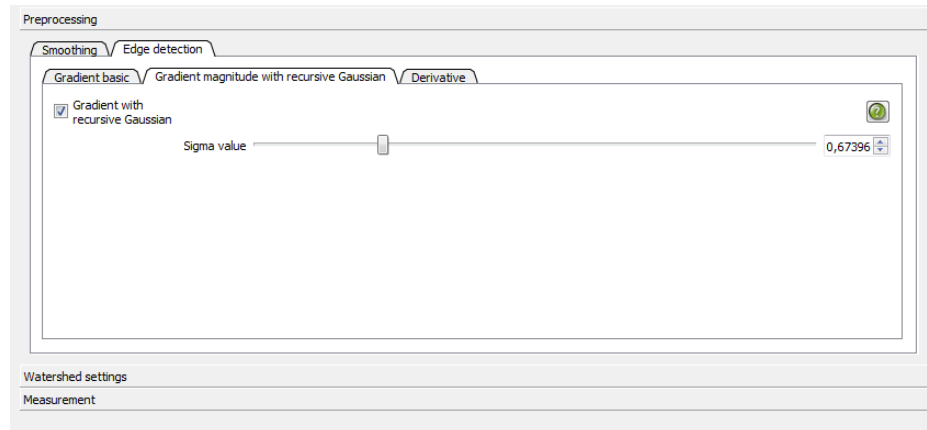 Preprocessing
Smoothing Edge detection
Gradient basic Gradient magnitude with recursive Gaussian Derivative
Gradient with
recursive Gaussian
Sigma value 0,67396
Watershed settings
Measurement